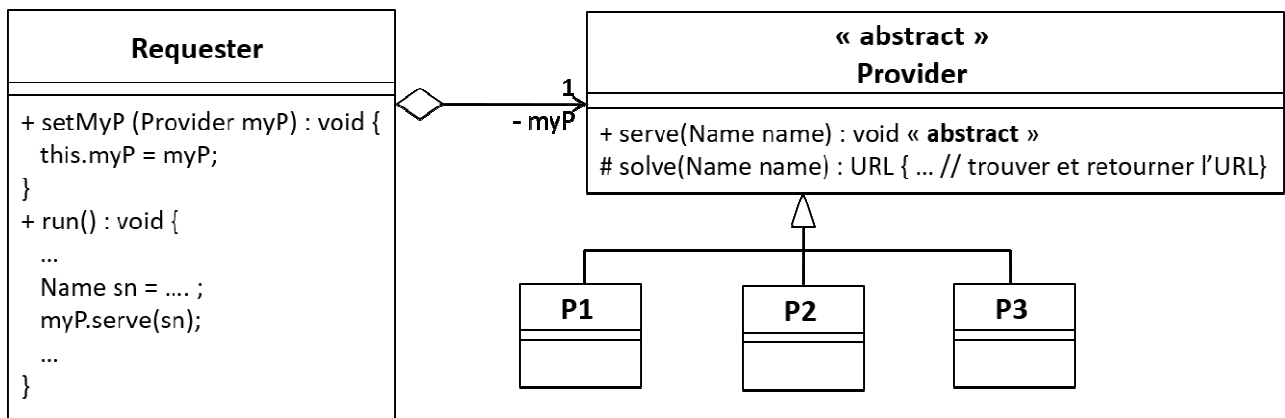 Requester
+ setMyP (Provider myP) : void {
this.myP = myP;
}
+ run() : void {
...
Name sn = .... ;
myP.serve(sn);
...
}
1
- myP
« abstract »
Provider
+ serve(Name name) : void « abstract »
# solve(Name name) : URL { ... // trouver et retourner l'URL}
P1
P2
P3